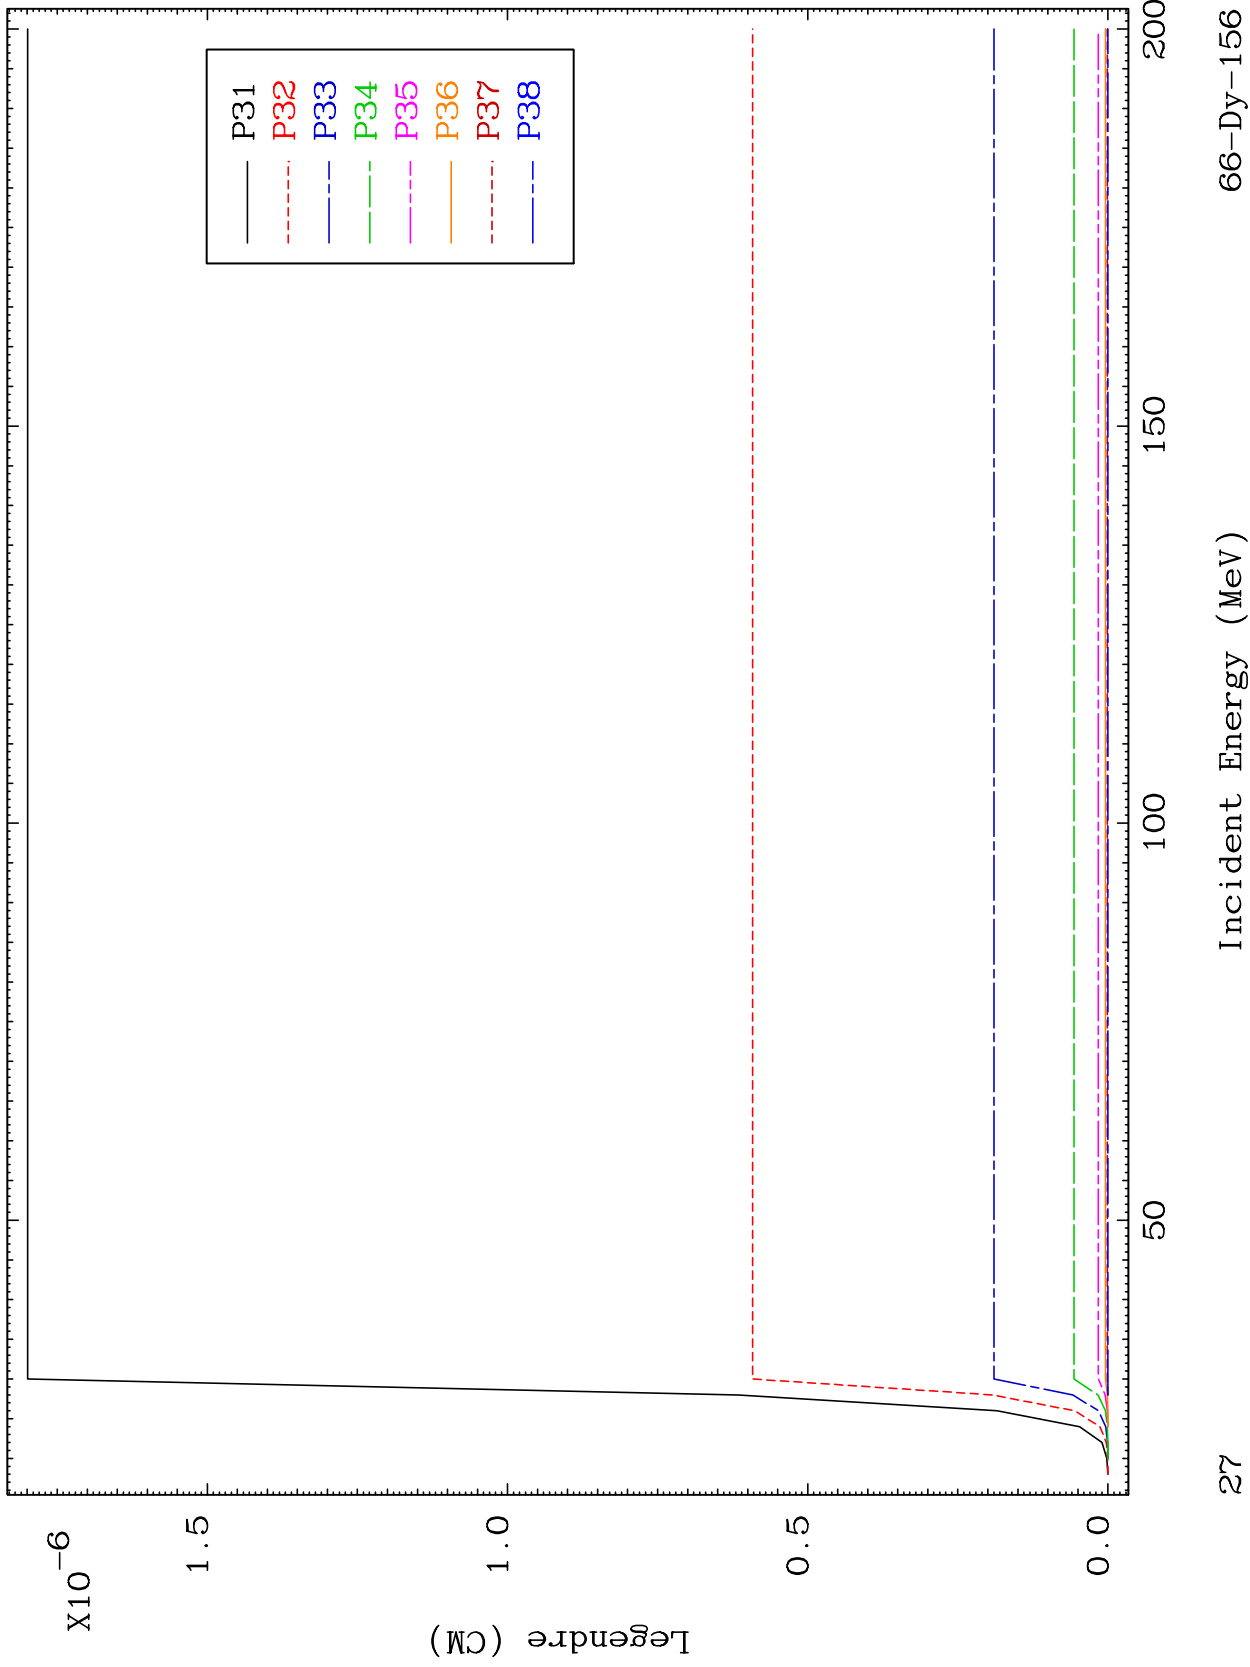 X10-6
1.5
1.0
0.5
0.0
Legendre (CM)
P31
P32
P33
P34
P35
P36
P37
P38
50
100
150
200
27
Incident Energy (MeV)
66-Dy-156